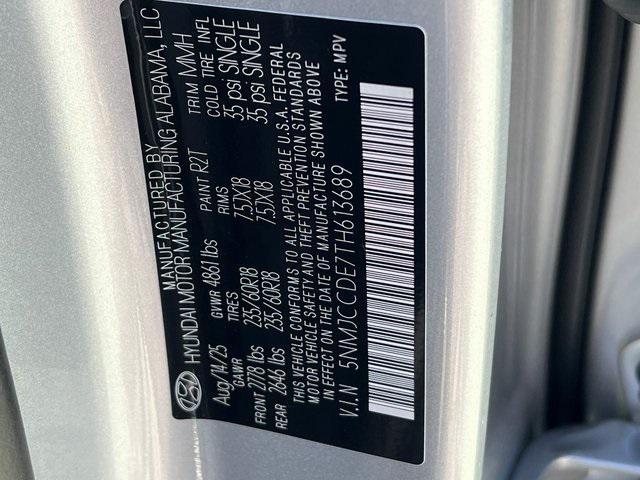 MANUFACTURED BY
HYUNDAI MOTOR MANUFACTURING ALABAMA, LLC
Aug/14/25 GVWR 4861 lbs PAINT R2T TRIM MMH
GAWR TIRES RIMS COLD TIRE INFL
FRONT 2778 lbs 235/60R18 7.5JX18 35 psi SINGLE
REAR 2646 lbs 235/60R18 7.5JX18 35 psi SINGLE
THIS VEHICLE CONFORMS TO ALL APPLICABLE U.S.A. FEDERAL
MOTOR VEHICLE SAFETY AND THEFT PREVENTION STANDARDS
IN EFFECT ON THE DATE OF MANUFACTURE SHOWN ABOVE
V.I.N 5NMJCCDE7TH613689 TYPE: MPV